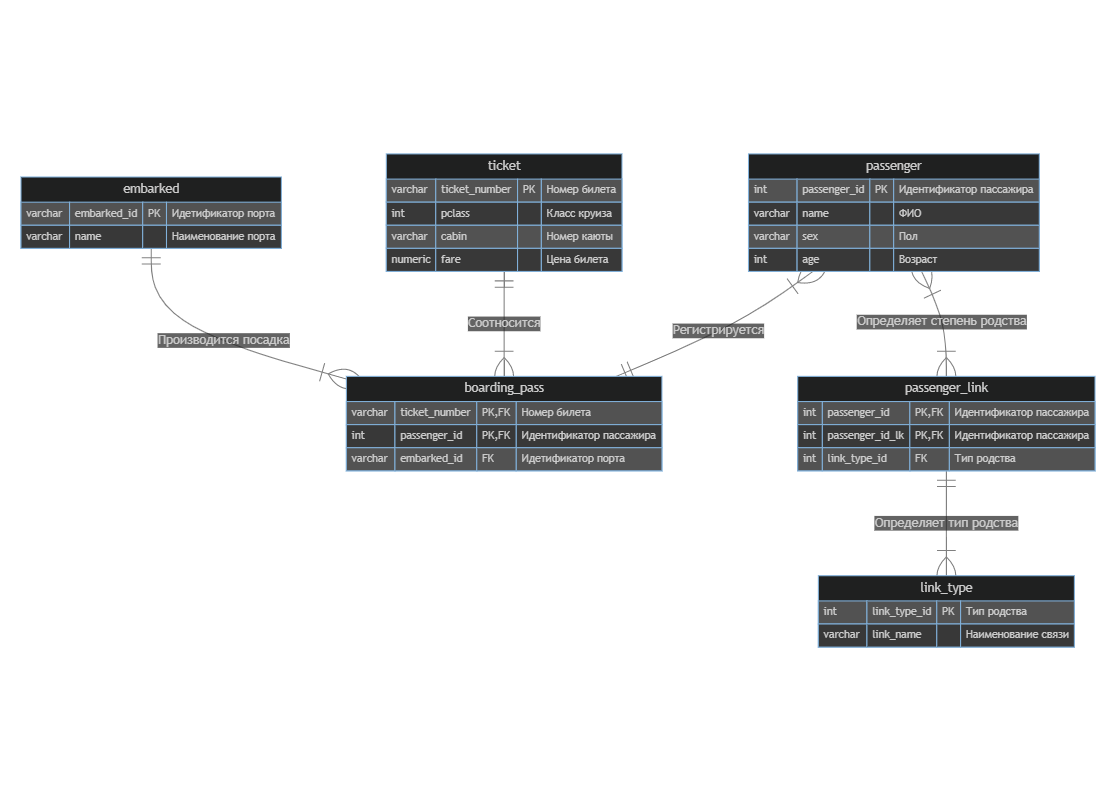 embarked
varchar embarked_id PK Идетификатор порта
varchar name Наименование порта
ticket
varchar ticket_number PK Номер билета
int pclass Класс круиза
varchar cabin Номер каюты
numeric fare Цена билета
passenger
int passenger_id PK Идентификатор пассажира
varchar name ФИО
varchar sex Пол
int age Возраст
Производится посадка
Соотносится
Регистрируется
Определяет степень родства
boarding_pass
varchar ticket_number PK,FK Номер билета
int passenger_id PK,FK Идентификатор пассажира
varchar embarked_id FK Идетификатор порта
passenger_link
int passenger_id PK,FK Идентификатор пассажира
int passenger_id_lk PK,FK Идентификатор пассажира
int link_type_id FK Тип родства
Определяет тип родства
link_type
int link_type_id PK Тип родства
varchar link_name Наименование связи